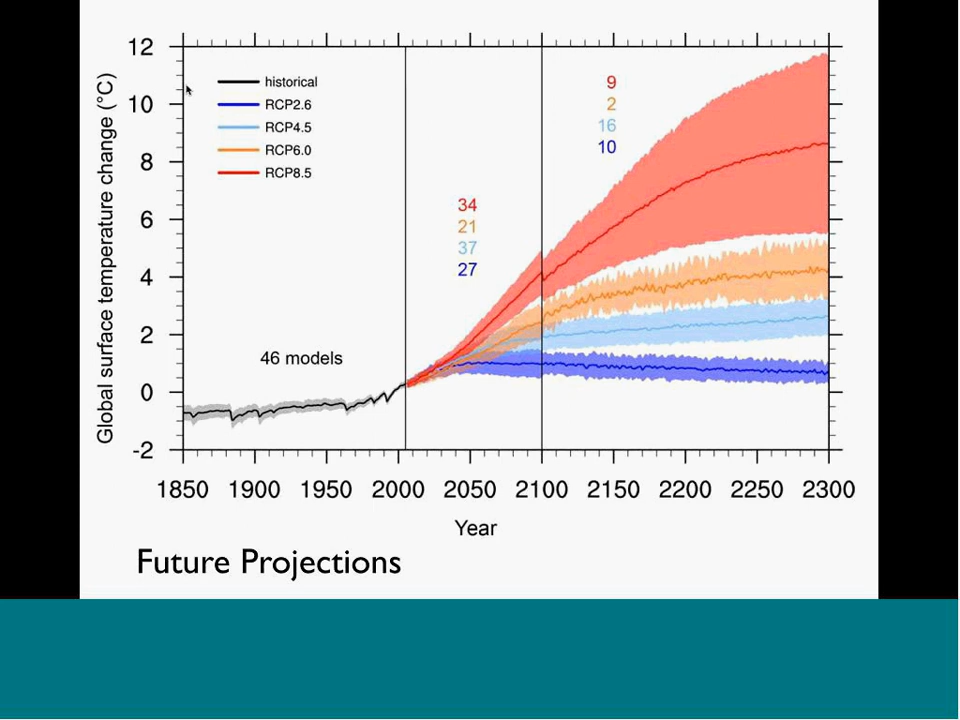 Global surface temperature change (°C)
12
10
8
6
4
2
0
-2
historical
RCP2.6
RCP4.5
RCP6.0
RCP8.5
9
2
16
10
34
21
37
27
46 models
1850 1900 1950 2000 2050 2100 2150 2200 2250 2300
Year
Future Projections